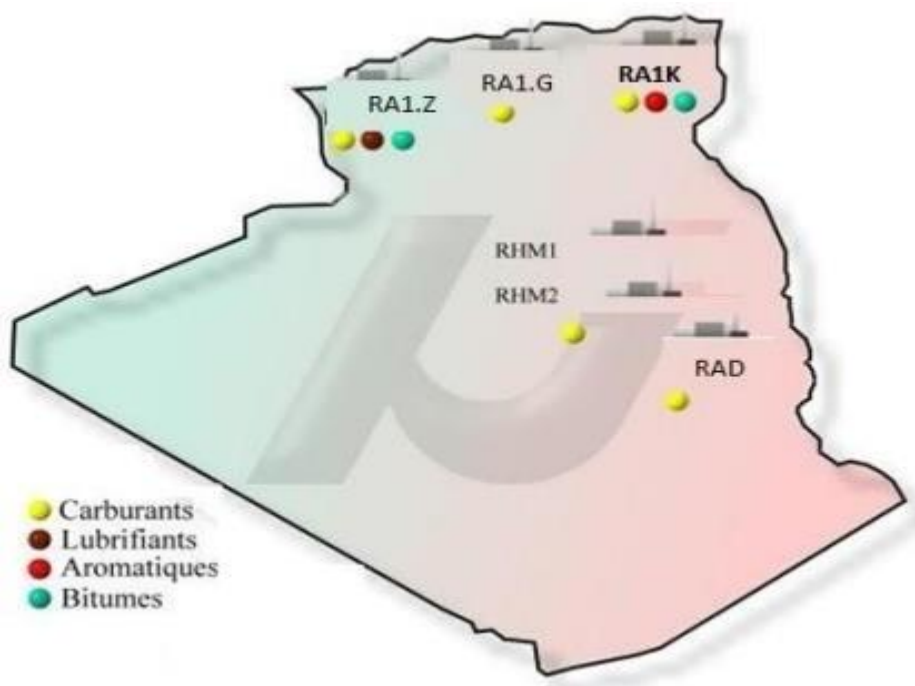 RA1.Z
RA1.G
RA1K
RHM1
RHM2
RAD
Carburants
Lubrifiants
Aromatiques
Bitumes